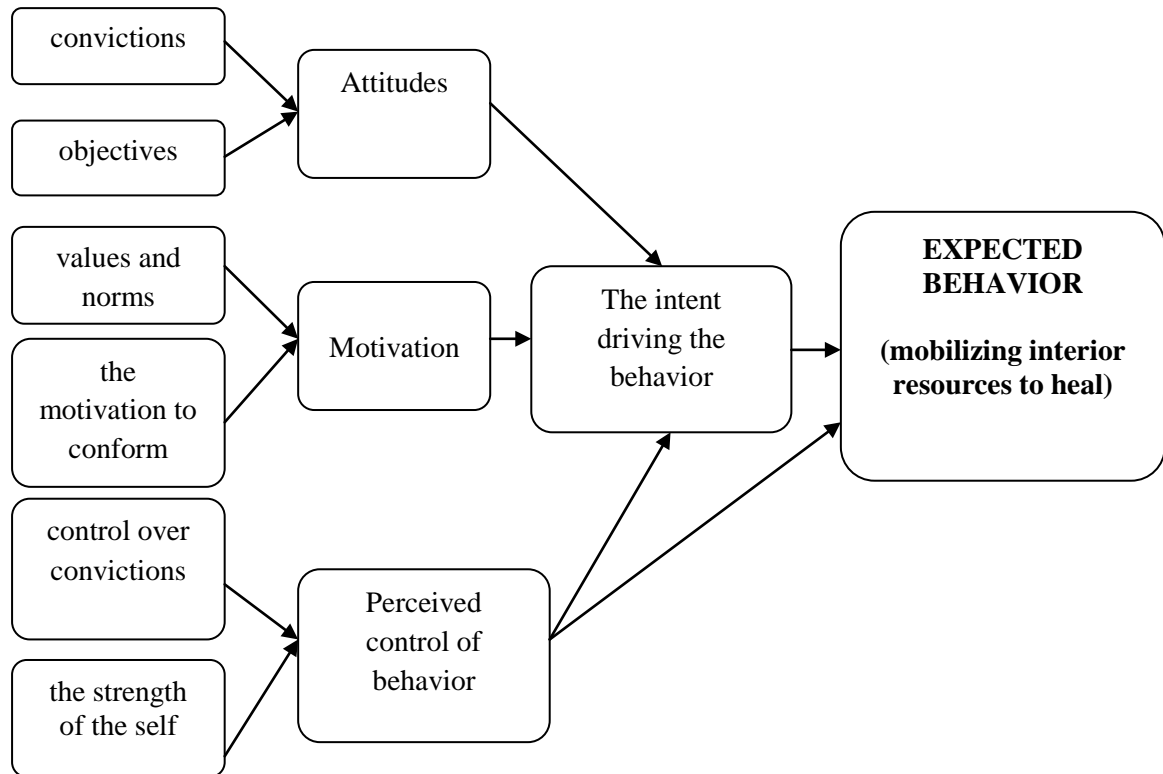 convictions
objectives
values and
norms
the
motivation to
conform
control over
convictions
the strength
of the self
Attitudes
Motivation
Perceived
control of
behavior
The intent
driving the
behavior
EXPECTED
BEHAVIOR
(mobilizing interior
resources to heal)